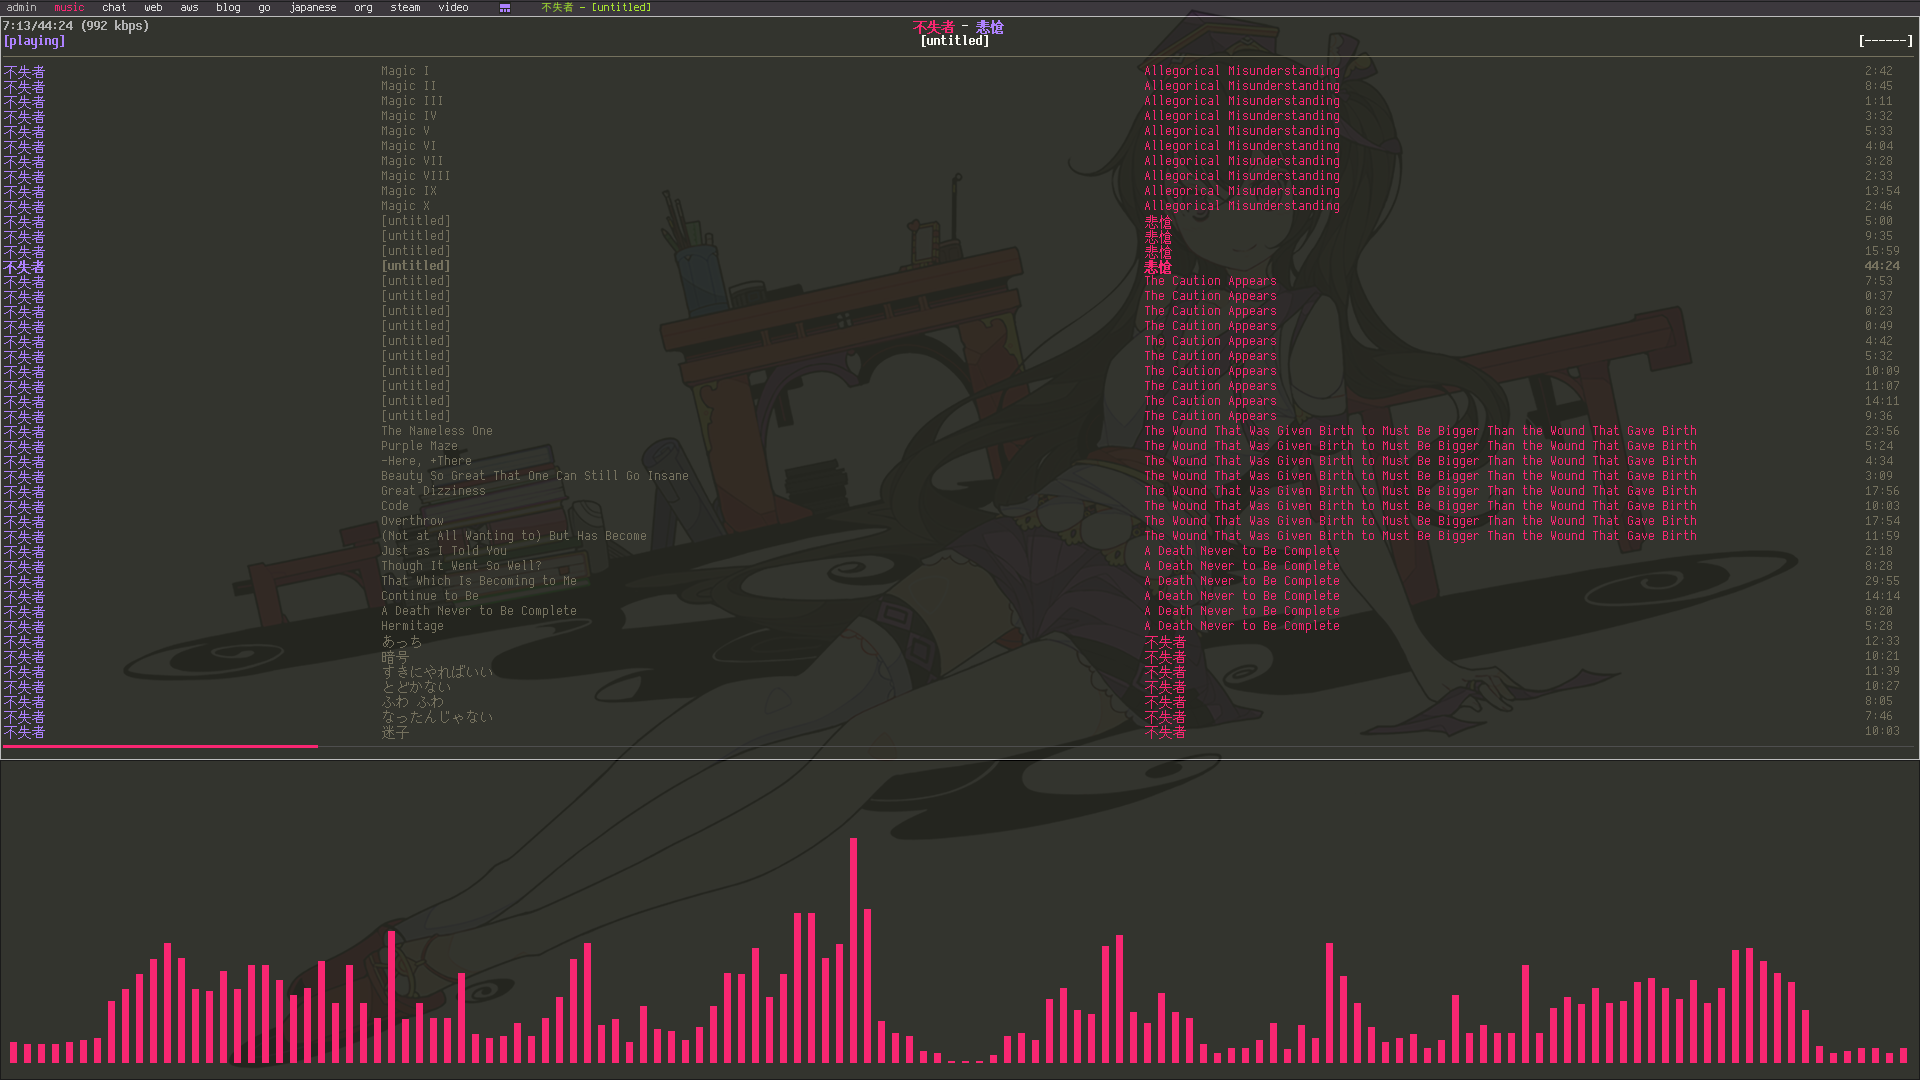 admin music chat web aws blog go japanese org steam video 不失者 - [untitled]
7:13/44:24 (992 kbps) 不失者 - 悲愴
[playing] [untitled] [------]
不失者 Magic I Allegorical Misunderstanding 2:42
不失者 Magic II Allegorical Misunderstanding 8:45
不失者 Magic III Allegorical Misunderstanding 1:11
不失者 Magic IV Allegorical Misunderstanding 3:32
不失者 Magic V Allegorical Misunderstanding 5:33
不失者 Magic VI Allegorical Misunderstanding 4:04
不失者 Magic VII Allegorical Misunderstanding 3:28
不失者 Magic VIII Allegorical Misunderstanding 2:33
不失者 Magic IX Allegorical Misunderstanding 13:54
不失者 Magic X Allegorical Misunderstanding 2:46
不失者 [untitled] 悲愴 5:00
不失者 [untitled] 悲愴 9:35
不失者 [untitled] 悲愴 15:59
不失者 [untitled] 悲愴 44:24
不失者 [untitled] The Caution Appears 7:53
不失者 [untitled] The Caution Appears 0:37
不失者 [untitled] The Caution Appears 0:23
不失者 [untitled] The Caution Appears 0:49
不失者 [untitled] The Caution Appears 4:42
不失者 [untitled] The Caution Appears 5:32
不失者 [untitled] The Caution Appears 10:09
不失者 [untitled] The Caution Appears 11:07
不失者 [untitled] The Caution Appears 14:11
不失者 [untitled] The Caution Appears 9:36
不失者 The Nameless One The Wound That Was Given Birth to Must Be Bigger Than the Wound That Gave Birth 23:56
不失者 Purple Maze The Wound That Was Given Birth to Must Be Bigger Than the Wound That Gave Birth 5:24
不失者 -Here, +There The Wound That Was Given Birth to Must Be Bigger Than the Wound That Gave Birth 4:34
不失者 Beauty So Great That One Can Still Go Insane The Wound That Was Given Birth to Must Be Bigger Than the Wound That Gave Birth 3:09
不失者 Great Dizziness The Wound That Was Given Birth to Must Be Bigger Than the Wound That Gave Birth 17:56
不失者 Code The Wound That Was Given Birth to Must Be Bigger Than the Wound That Gave Birth 10:03
不失者 Overthrow The Wound That Was Given Birth to Must Be Bigger Than the Wound That Gave Birth 17:54
不失者 (Not at All Wanting to) But Has Become The Wound That Was Given Birth to Must Be Bigger Than the Wound That Gave Birth 11:59
不失者 Just as I Told You A Death Never to Be Complete 2:18
不失者 Though It Went So Well? A Death Never to Be Complete 8:28
不失者 That Which Is Becoming to Me A Death Never to Be Complete 29:55
不失者 Continue to Be A Death Never to Be Complete 14:14
不失者 A Death Never to Be Complete A Death Never to Be Complete 8:20
不失者 Hermitage A Death Never to Be Complete 5:28
不失者 あっち 不失者 12:33
不失者 暗号 不失者 10:21
不失者 すきにやればいい 不失者 11:39
不失者 とどかない 不失者 10:27
不失者 ふわ ふわ 不失者 8:05
不失者 なったんじゃない 不失者 7:46
不失者 迷子 不失者 10:03